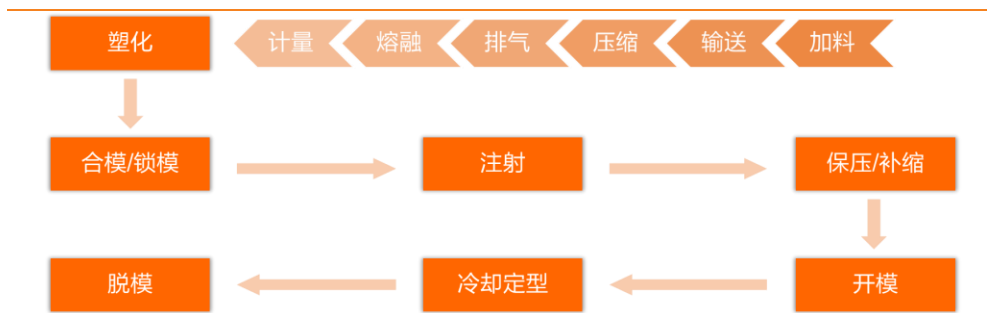 塑化
计量
熔融
排气
压缩
输送
加料
合模/锁模
注射
保压/补缩
脱模
冷却定型
开模